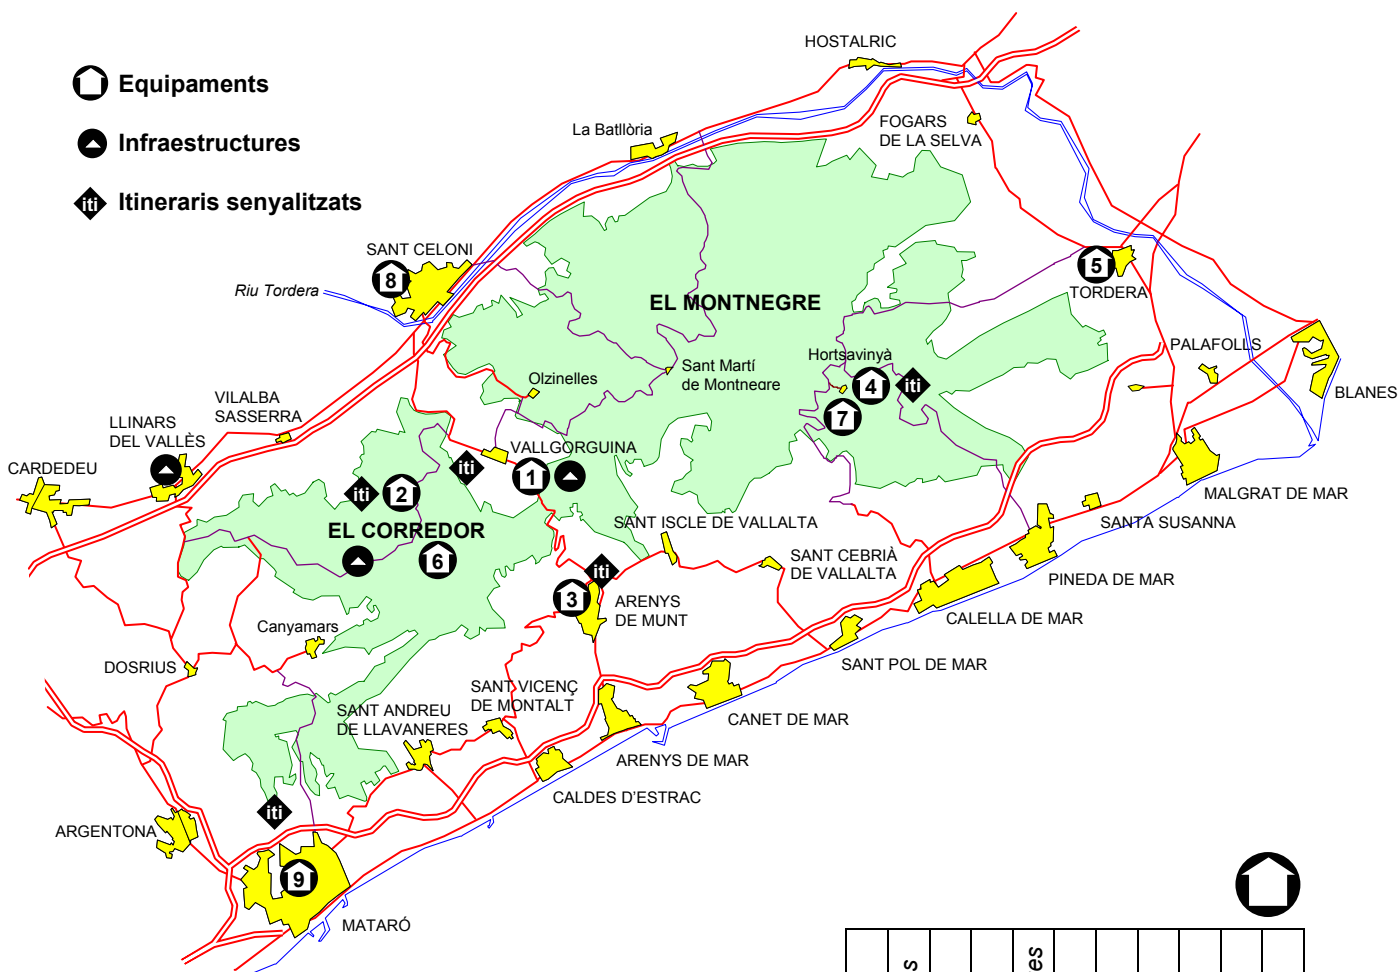 HOSTALRIC
Equipaments
Infraestructures
Itineraris senyalitzats
iti
La Batllòria
FOGARS
DE LA SELVA
SANT CELONI
8
Riu Tordera
5
TORDERA
EL MONTNEGRE
PALAFOLLS
BLANES
Hortsavinyà
4
iti
7
Sant Martí
de Montnegre
Olzinelles
VILALBA
SASSERRA
LLINARS
DEL VALLÈS
CARDEDEU
VALLGORGUINA
iti
1
iti
2
EL CORREDOR
6
MALGRAT DE MAR
SANTA SUSANNA
SANT ISCLE DE VALLALTA
SANT CEBRIÀ
DE VALLALTA
PINEDA DE MAR
iti
3
ARENYS
DE MUNT
CALELLA DE MAR
Canyamars
DOSRIUS
SANT POL DE MAR
SANT VICENÇ
DE MONTALT
SANT ANDREU
DE LLAVANERES
CANET DE MAR
ARENYS DE MAR
CALDES D'ESTRAC
iti
ARGENTONA
9
MATARÓ
s
es